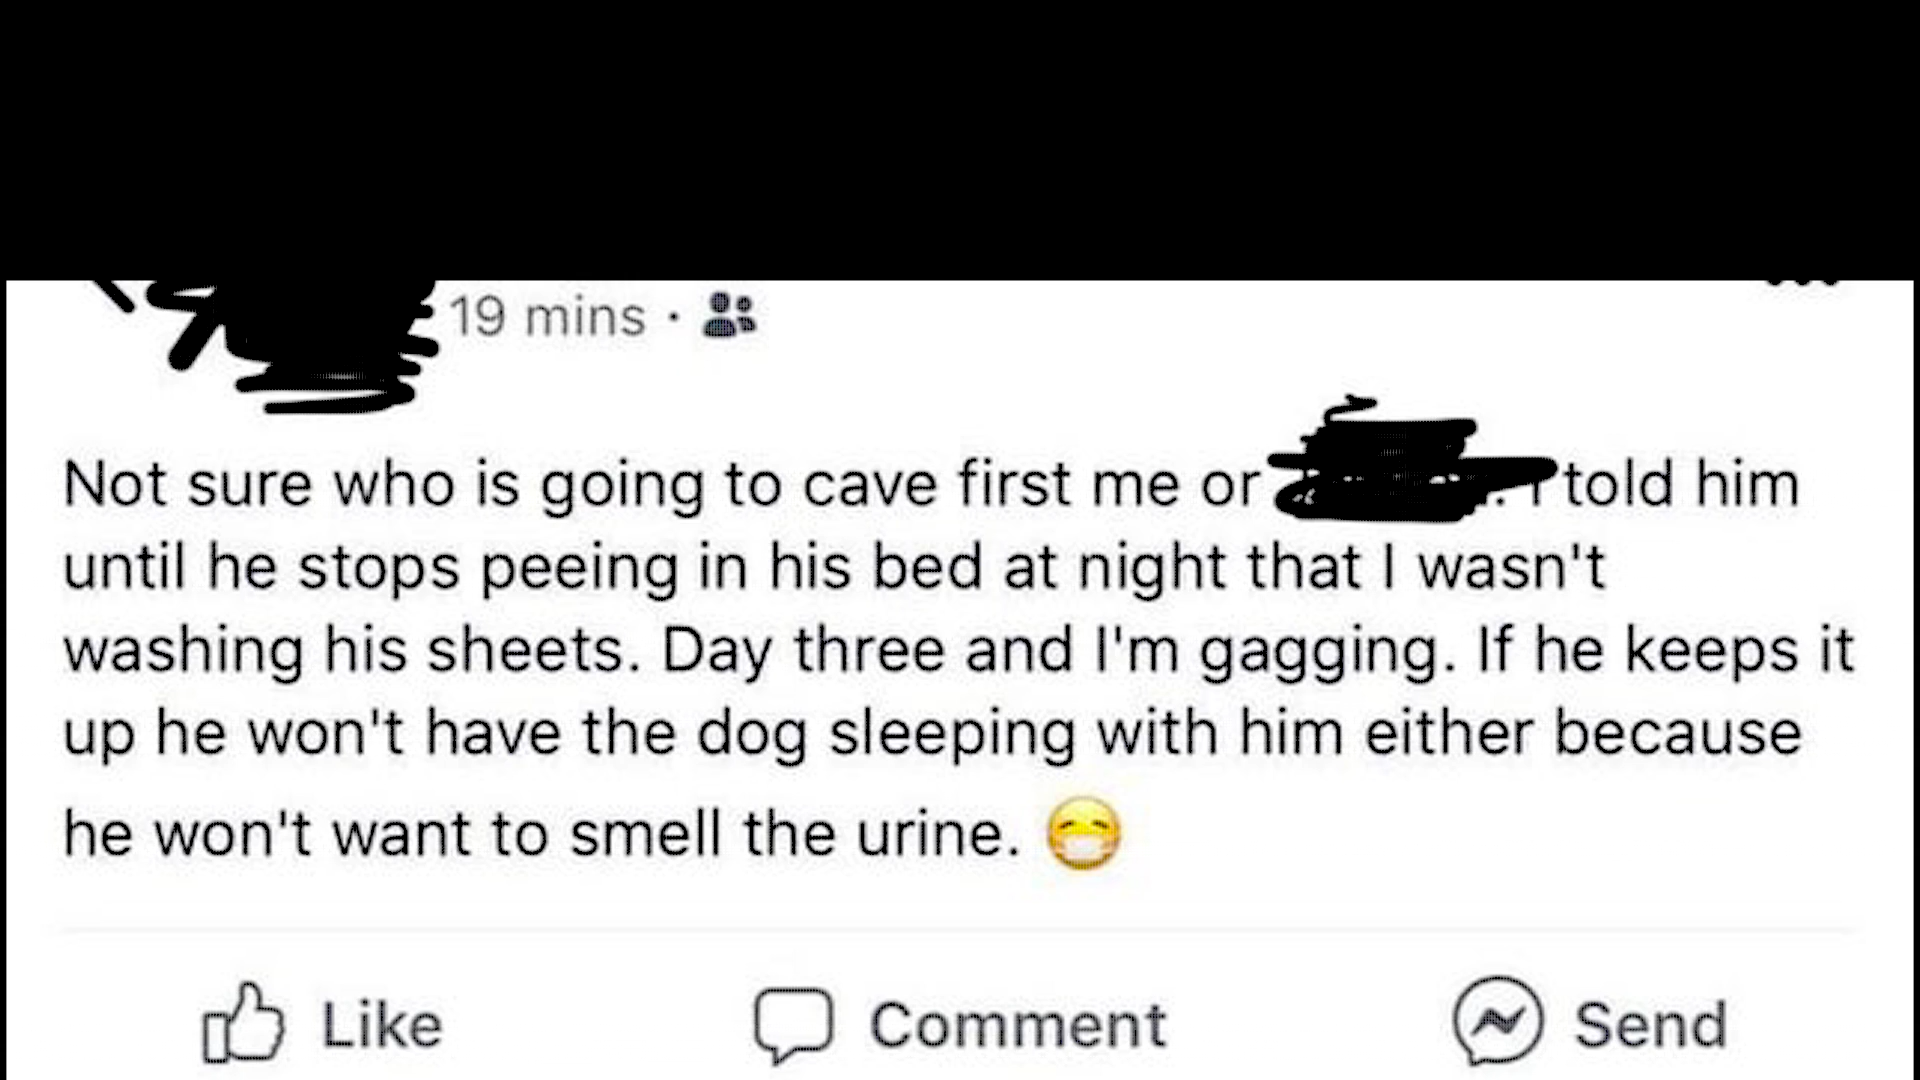 19 mins ·
Not sure who is going to cave first me or . I told him
until he stops peeing in his bed at night that I wasn't
washing his sheets. Day three and I'm gagging. If he keeps it
up he won't have the dog sleeping with him either because
he won't want to smell the urine. 😷
Like Comment Send